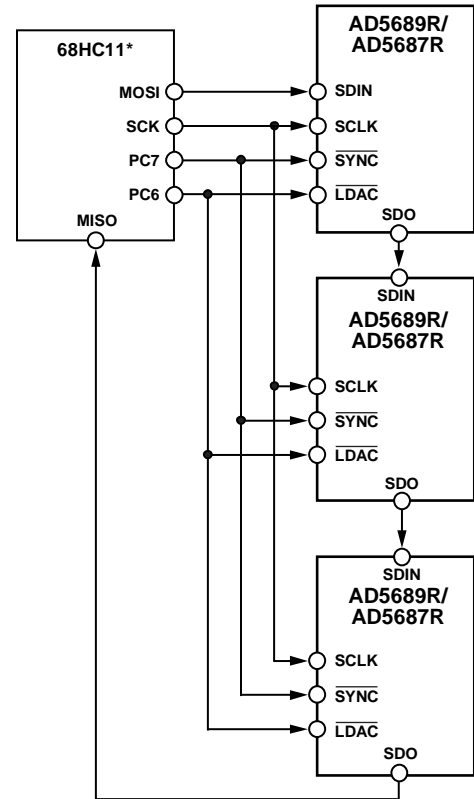 68HC11*
MOSI
SCK
PC7
PC6
MISO
AD5689R/
AD5687R
SDIN
SCLK
SYNC
LDAC
SDO
SDIN
AD5689R/
AD5687R
SCLK
SYNC
LDAC
SDO
SDIN
AD5689R/
AD5687R
SCLK
SYNC
LDAC
SDO